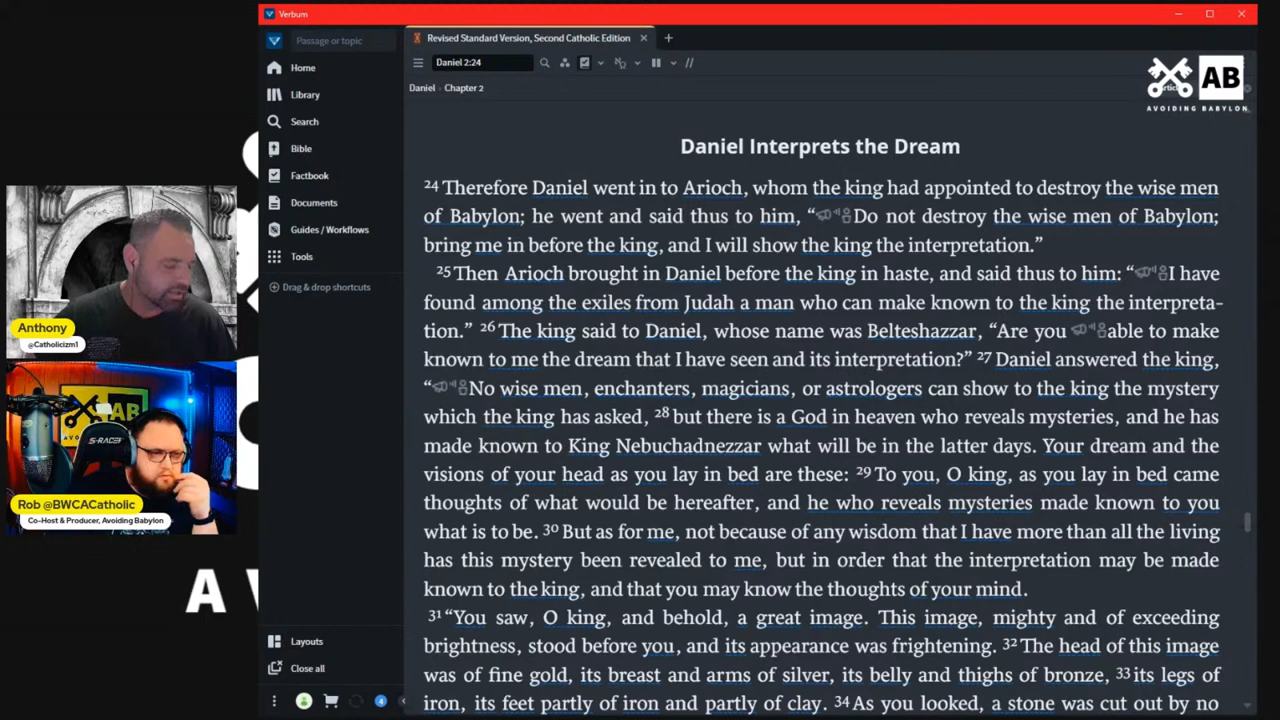 Verbum
Passage or topic
Home
Library
Search
Bible
Factbook
Documents
Guides / Workflows
Tools
Drag & drop shortcuts
Layouts
Close all
4
Revised Standard Version, Second Catholic Edition
Daniel 2:24
Daniel › Chapter 2
AB
AVOIDING BABYLON
Daniel Interprets the Dream
24 Therefore Daniel went in to Arioch, whom the king had appointed to destroy the wise men
of Babylon; he went and said thus to him, “Do not destroy the wise men of Babylon;
bring me in before the king, and I will show the king the interpretation.”
25 Then Arioch brought in Daniel before the king in haste, and said thus to him: “I have
found among the exiles from Judah a man who can make known to the king the interpreta-
tion.” 26 The king said to Daniel, whose name was Belteshazzar, “Are you able to make
known to me the dream that I have seen and its interpretation?” 27 Daniel answered the king,
“No wise men, enchanters, magicians, or astrologers can show to the king the mystery
which the king has asked, 28 but there is a God in heaven who reveals mysteries, and he has
made known to King Nebuchadnezzar what will be in the latter days. Your dream and the
visions of your head as you lay in bed are these: 29 To you, O king, as you lay in bed came
thoughts of what would be hereafter, and he who reveals mysteries made known to you
what is to be. 30 But as for me, not because of any wisdom that I have more than all the living
has this mystery been revealed to me, but in order that the interpretation may be made
known to the king, and that you may know the thoughts of your mind.
31 “You saw, O king, and behold, a great image. This image, mighty and of exceeding
brightness, stood before you, and its appearance was frightening. 32 The head of this image
was of fine gold, its breast and arms of silver, its belly and thighs of bronze, 33 its legs of
iron, its feet partly of iron and partly of clay. 34 As you looked, a stone was cut out by no
Anthony
@Catholicizm1
AB
S-RACER
Rob @BWCACatholic
Co-Host & Producer, Avoiding Babylon
A